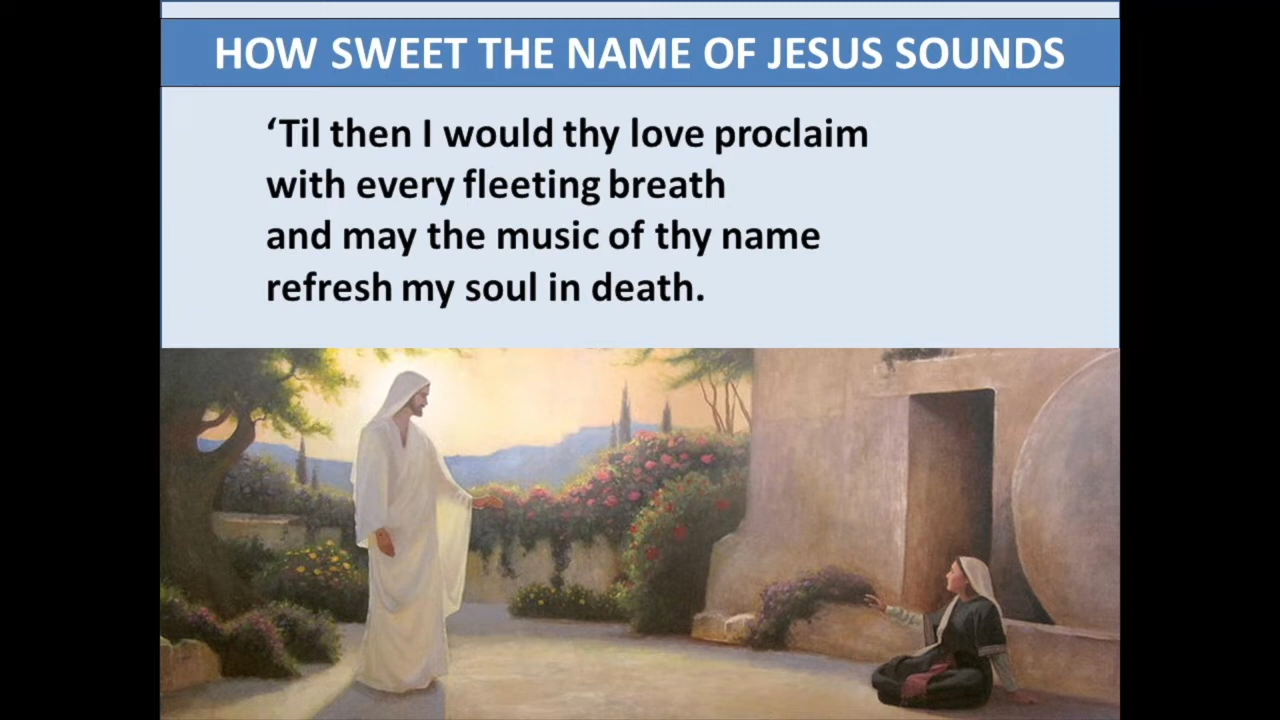 HOW SWEET THE NAME OF JESUS SOUNDS
‘Til then I would thy love proclaim
with every fleeting breath
and may the music of thy name
refresh my soul in death.